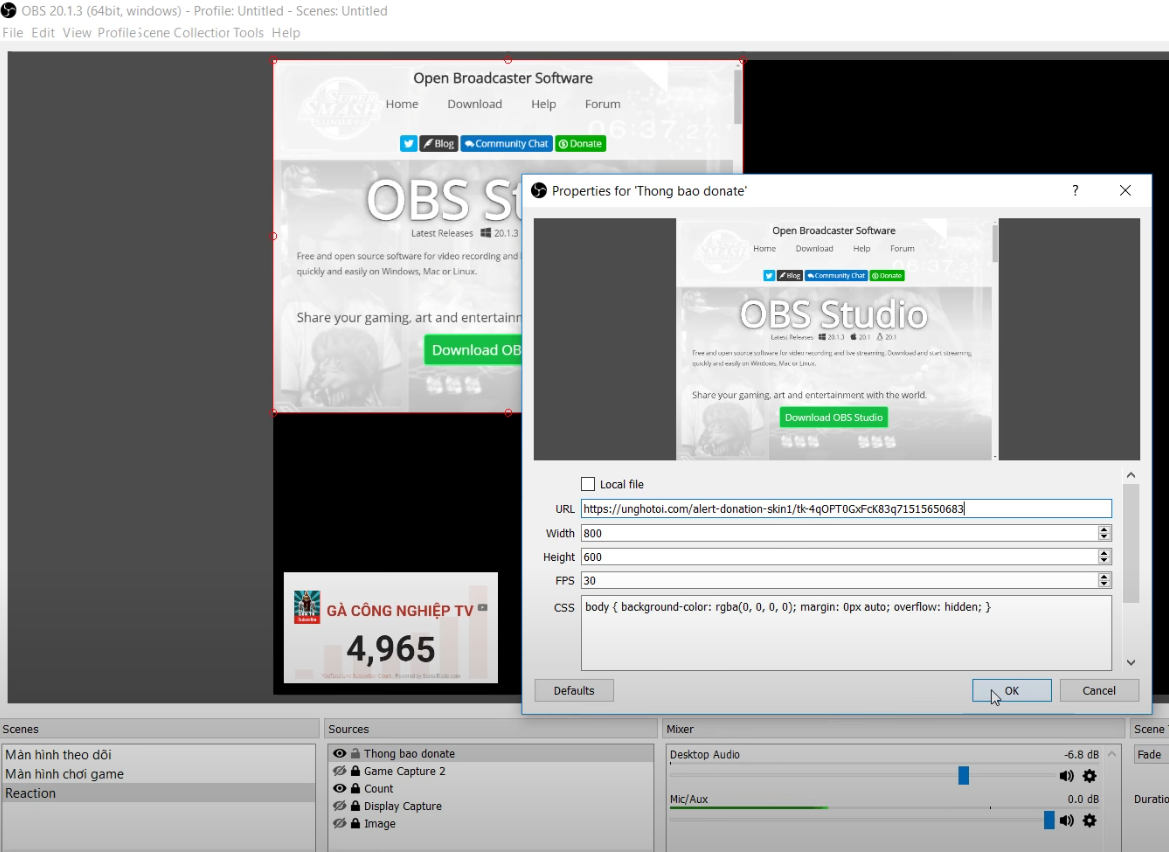 OBS 20.1.3 (64bit, windows) - Profile: Untitled - Scenes: Untitled
File Edit View Profile Scene Collection Tools Help
Open Broadcaster Software
Home Download Help Forum
06:37.27
Blog Community Chat Donate
OBS St
Latest Releases 20.1.3
Free and open source software for video recording and
quickly and easily on Windows, Mac or Linux.
Share your gaming, art and entertainm
Download OB
GÀ CÔNG NGHIỆP TV
4,965
Properties for 'Thong bao donate' ?
Open Broadcaster Software
Home Download Help Forum
Blog Community Chat Donate
OBS Studio
Latest Releases 20.1.3 20.1 20.1
Free and open source software for video recording and live streaming. Download and start streaming
quickly and easily on Windows, Mac or Linux.
Share your gaming, art and entertainment with the world.
Download OBS Studio
Local file
URL https://unghotoi.com/alert-donation-skin1/tk-4qOPT0GxFcK83q71515650683
Width 800
Height 600
FPS 30
CSS body { background-color: rgba(0, 0, 0, 0); margin: 0px auto; overflow: hidden; }
Defaults OK Cancel
Scenes
Màn hình theo dõi
Màn hình chơi game
Reaction
Sources
Thong bao donate
Game Capture 2
Count
Display Capture
Image
Mixer
Desktop Audio -6.8 dB
Mic/Aux 0.0 dB
Scene
Fade
Duratio